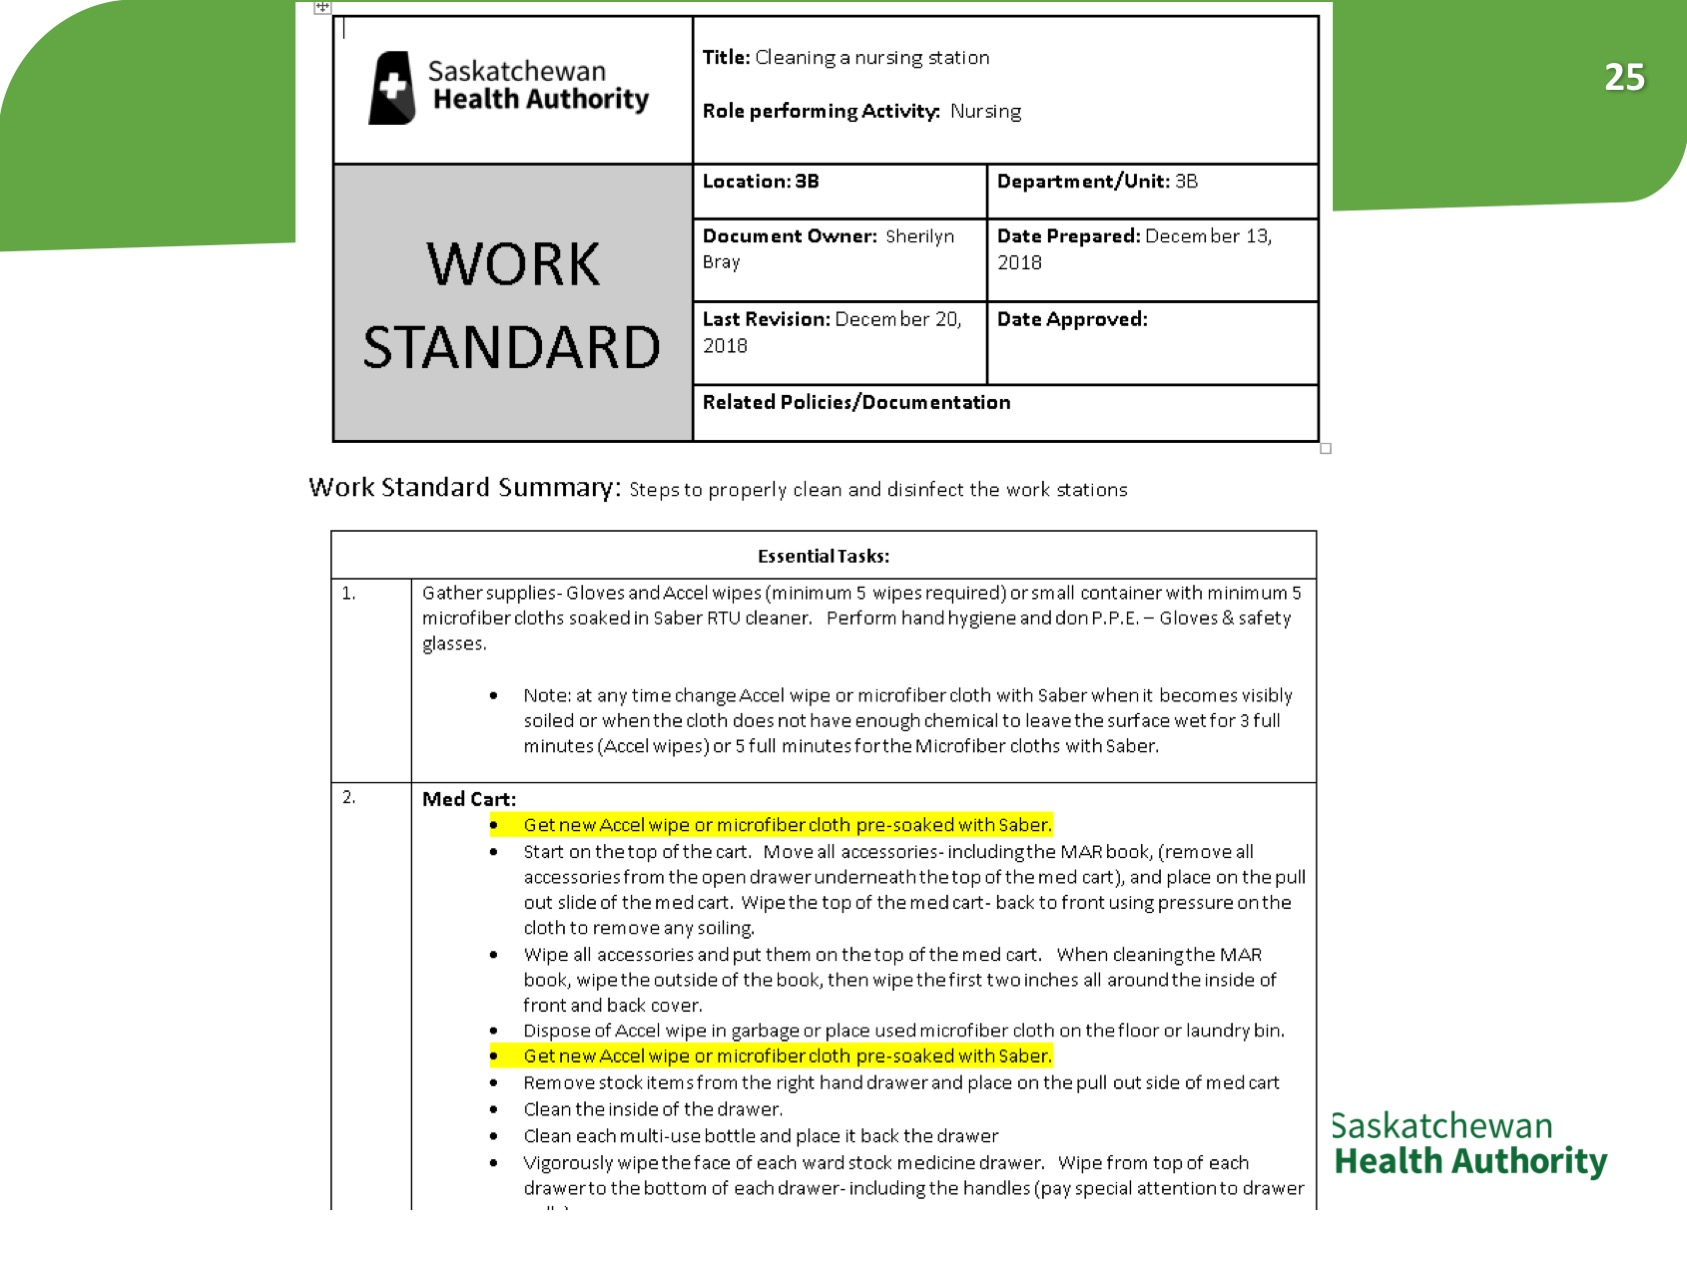 25
Saskatchewan
Health Authority
Title: Cleaning a nursing station
Role performing Activity: Nursing
WORK
STANDARD
Location: 3B
Department/Unit: 3B
Document Owner: Sherilyn
Bray
Date Prepared: December 13,
2018
Last Revision: December 20,
2018
Date Approved:
Related Policies/Documentation
Work Standard Summary: Steps to properly clean and disinfect the work stations
Essential Tasks:
1.
Gather supplies- Gloves and Accel wipes (minimum 5 wipes required) or small container with minimum 5
microfiber cloths soaked in Saber RTU cleaner. Perform hand hygiene and don P.P.E. – Gloves & safety
glasses.
• Note: at any time change Accel wipe or microfiber cloth with Saber when it becomes visibly
soiled or when the cloth does not have enough chemical to leave the surface wet for 3 full
minutes (Accel wipes) or 5 full minutes for the Microfiber cloths with Saber.
2.
Med Cart:
• Get new Accel wipe or microfiber cloth pre-soaked with Saber.
• Start on the top of the cart. Move all accessories- including the MAR book, (remove all
accessories from the open drawer underneath the top of the med cart), and place on the pull
out slide of the med cart. Wipe the top of the med cart- back to front using pressure on the
cloth to remove any soiling.
• Wipe all accessories and put them on the top of the med cart. When cleaning the MAR
book, wipe the outside of the book, then wipe the first two inches all around the inside of
front and back cover.
• Dispose of Accel wipe in garbage or place used microfiber cloth on the floor or laundry bin.
• Get new Accel wipe or microfiber cloth pre-soaked with Saber.
• Remove stock items from the right hand drawer and place on the pull out side of med cart
• Clean the inside of the drawer.
• Clean each multi-use bottle and place it back the drawer
• Vigorously wipe the face of each ward stock medicine drawer. Wipe from top of each
drawer to the bottom of each drawer- including the handles (pay special attention to drawer
Saskatchewan
Health Authority